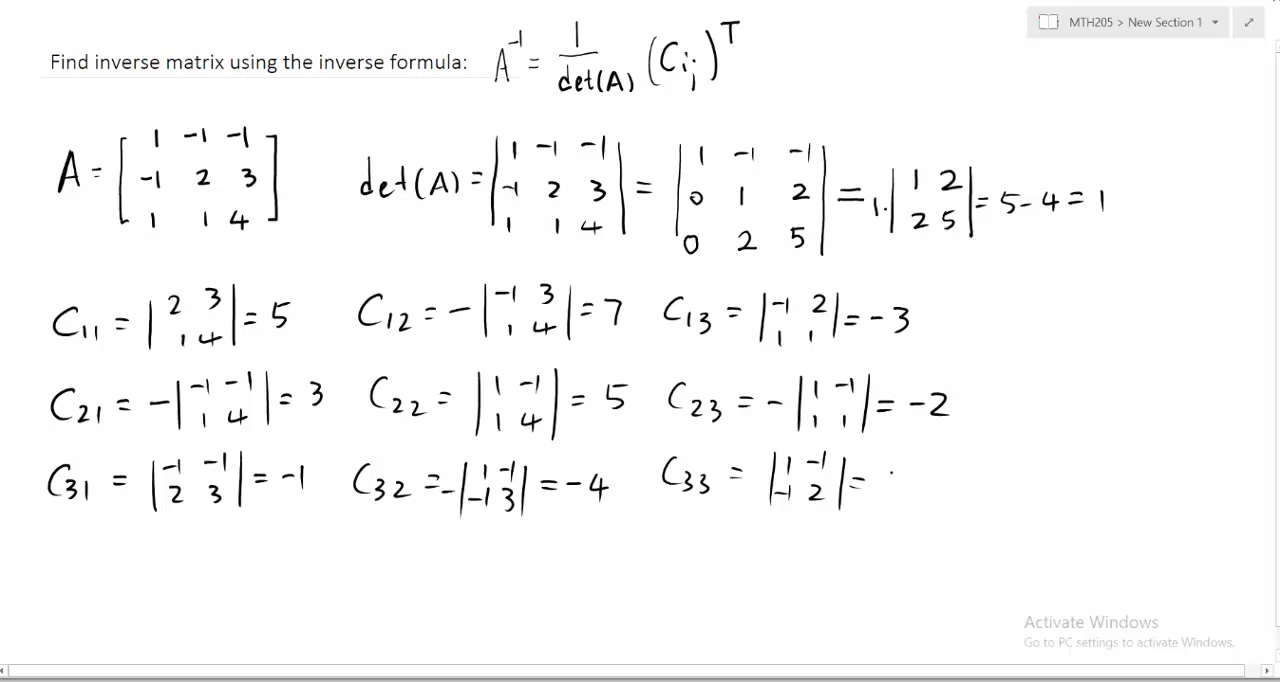 MTH205 > New Section 1
Find inverse matrix using the inverse formula: A⁻¹ = 1/det(A) (Cij)ᵀ
A = [1 -1 -1; -1 2 3; 1 1 4] det(A) = |1 -1 -1; -1 2 3; 1 1 4| = |1 -1 -1; 0 1 2; 0 2 5| = 1·|1 2; 2 5| = 5-4 = 1
C11 = |2 3; 1 4| = 5 C12 = -|-1 3; 1 4| = 7 C13 = |-1 2; 1 1| = -3
C21 = -|-1 -1; 1 4| = 3 C22 = |1 -1; 1 4| = 5 C23 = -|1 -1; 1 1| = -2
C31 = |-1 -1; 2 3| = -1 C32 = -|1 -1; -1 3| = -4 C33 = |1 -1; -1 2| =
Activate Windows
Go to PC settings to activate Windows.